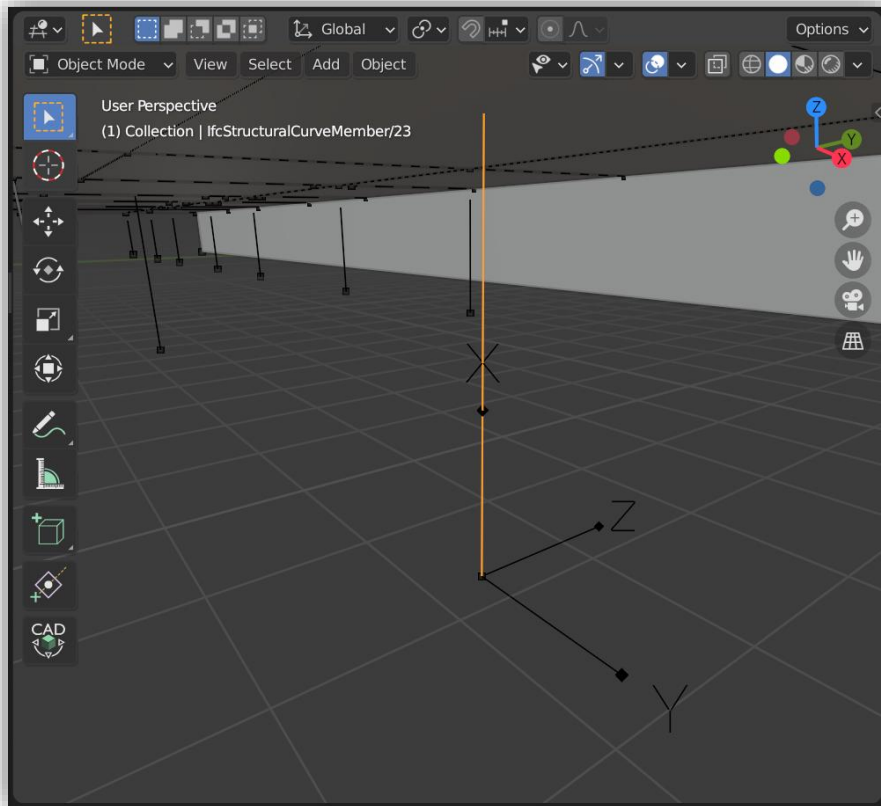 Global
Options
Object Mode
View
Select
Add
Object
User Perspective
(1) Collection | IfcStructuralCurveMember/23
Z
Y
X
X
Z
Y
CAD